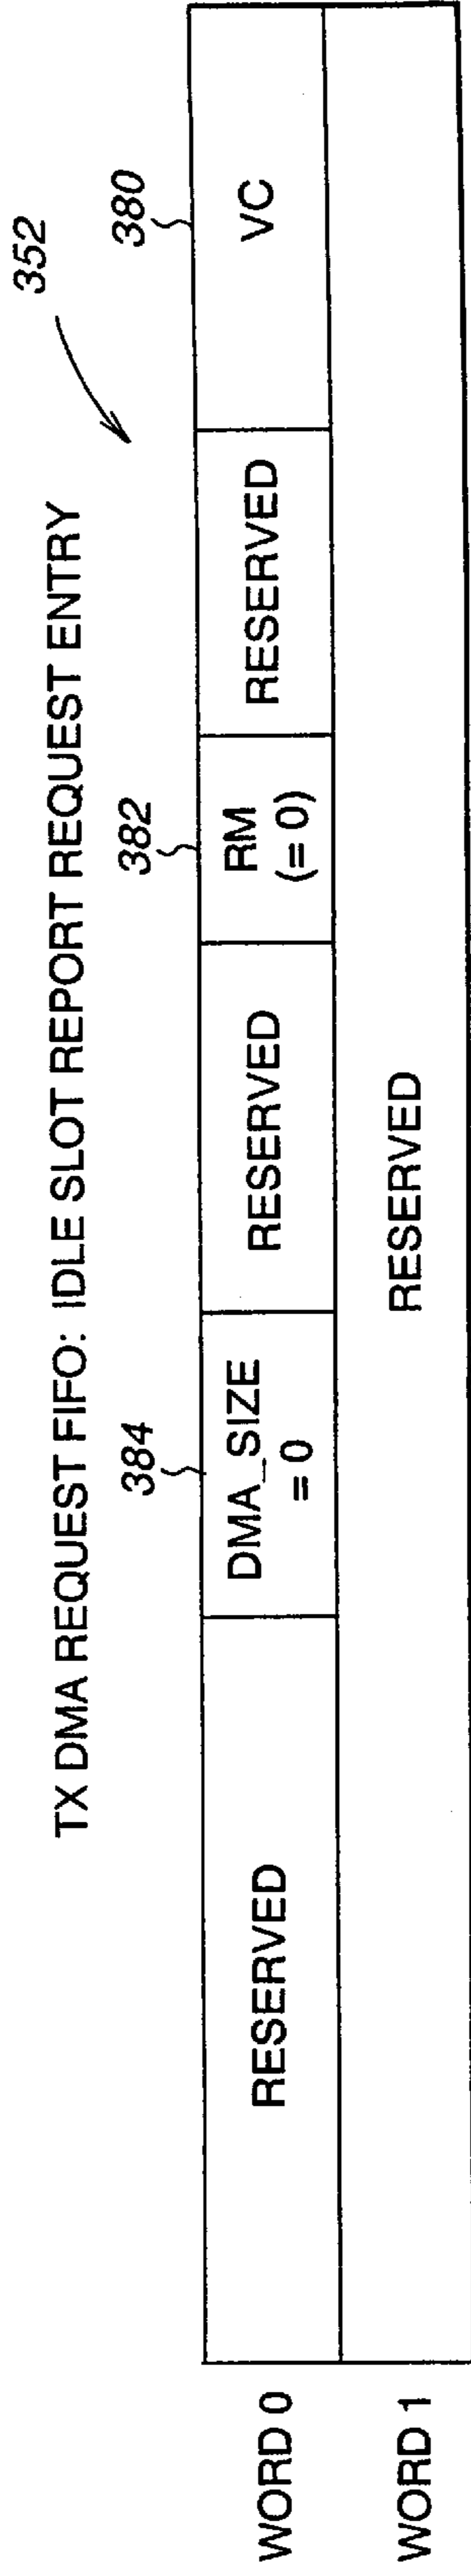 TX DMA REQUEST FIFO: IDLE SLOT REPORT REQUEST ENTRY
352
384
382
380
WORD 0
RESERVED
DMA_SIZE
= 0
RESERVED
RM
(= 0)
RESERVED
VC
WORD 1
RESERVED